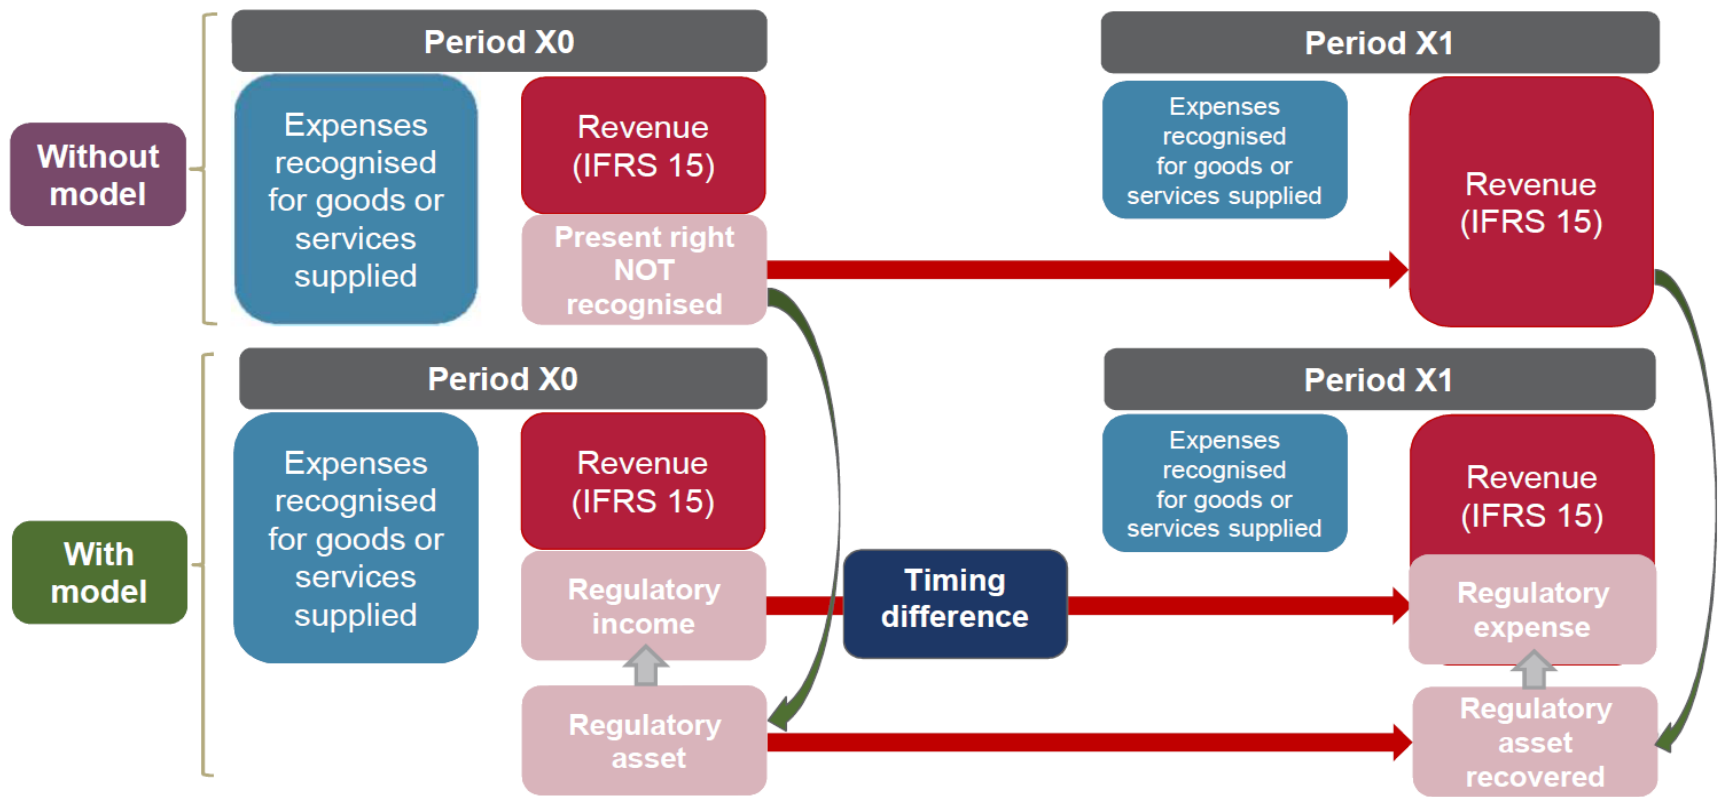 Without
model
Period X0
Expenses
recognised
for goods or
services
supplied
Revenue
(IFRS 15)
Present right
NOT
recognised
Period X1
Expenses
recognised
for goods or
services supplied
Revenue
(IFRS 15)
With
model
Period X0
Expenses
recognised
for goods or
services
supplied
Revenue
(IFRS 15)
Regulatory
income
Regulatory
asset
Timing
difference
Period X1
Expenses
recognised
for goods or
services supplied
Revenue
(IFRS 15)
Regulatory
expense
Regulatory
asset
recovered